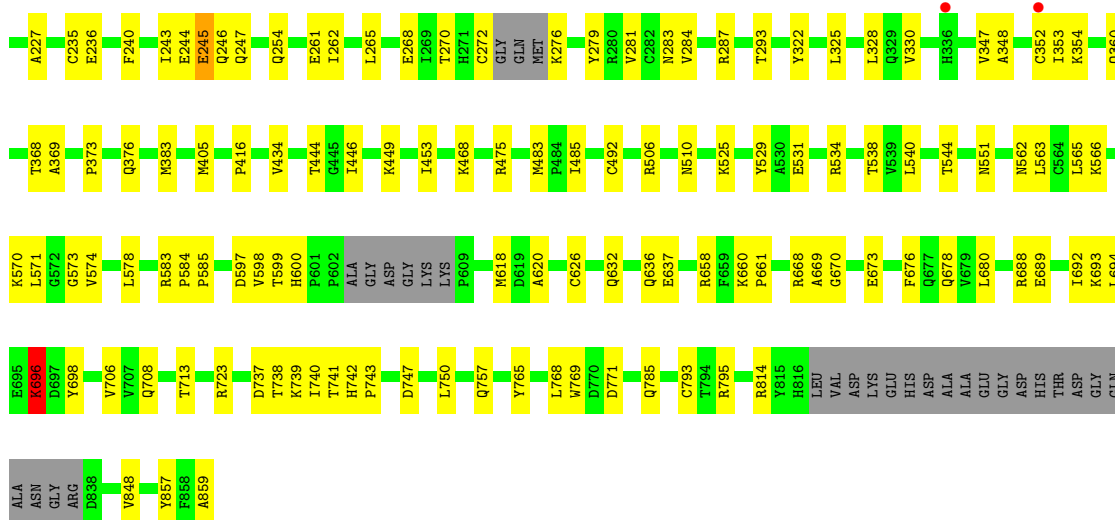 A227 C235 E236 F240 I243 E244 E245 Q246 Q247 Q254 E261 I262 L265 E268 I269 T270 H271 C272 GLY GLN MET K276 Y279 R280 V281 C282 N283 V284 R287 T293 Y322 L325 L328 Q329 V330 H336 V347 A348 C352 I353 K354
T368 A369 P373 Q376 M383 M405 P416 V434 T444 G445 I446 K449 I453 K468 R475 M483 P484 I485 C492 R506 N510 K525 Y529 A530 E531 R534 T538 V539 L540 T544 N551 N562 L563 C564 L565 K566
K570 L571 G572 G573 V574 L578 R583 P584 P585 D597 V598 T599 H600 P601 P602 ALA GLY ASP GLY LYS LYS P609 M618 D619 A620 C626 Q632 Q636 E637 R658 F659 K660 P661 R668 A669 G670 E673 F676 Q677 Q678 V679 L680 R688 E689 I692 K693
E695 K696 D697 Y698 V706 V707 Q708 T713 R723 D737 T738 K739 I740 T741 H742 P743 D747 L750 Q757 Y765 L768 W769 D770 D771 Q785 C793 T794 R795 R814 Y815 H816 LEU VAL ASP LYS GLU HIS ASP ALA ALA GLU GLY ASP HIS THR ASP GLY GLN
ALA ASN GLY ARG D838 V848 Y857 F858 A859